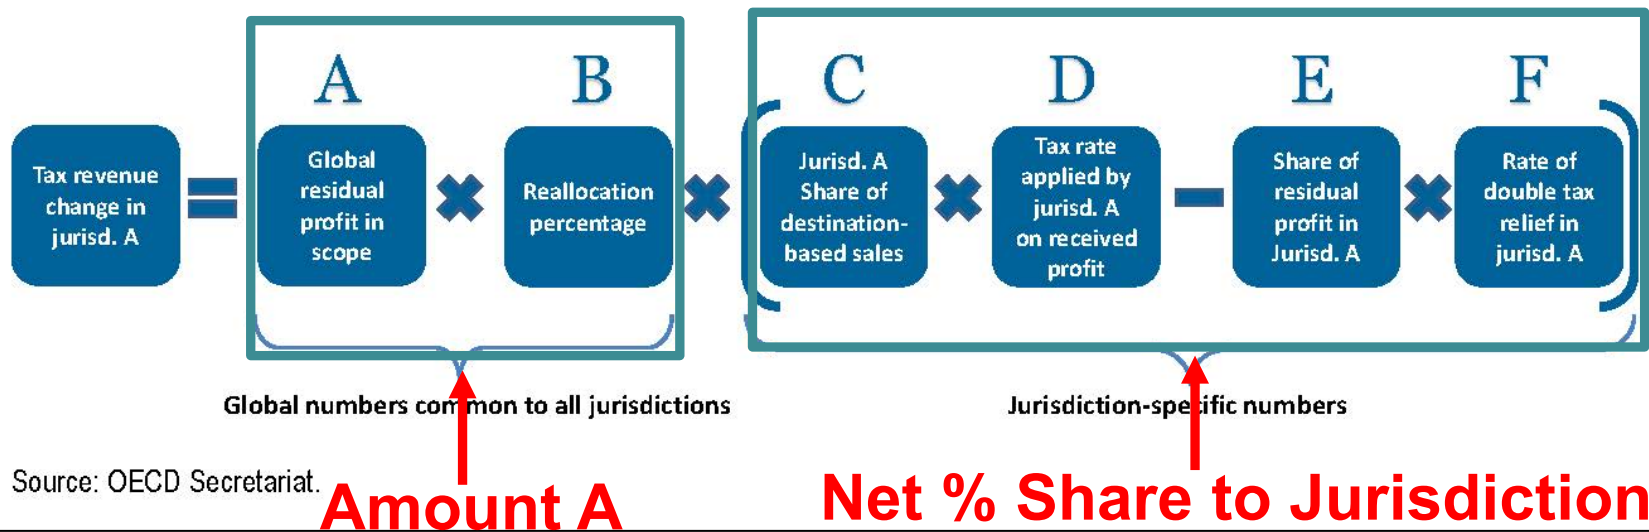 A
B
C
D
E
F
Tax revenue
change in
jurisd. A
=
Global
residual
profit in
scope
×
Reallocation
percentage
×
(
Jurisd. A
Share of
destination-
based sales
×
Tax rate
applied by
jurisd. A
on received
profit
−
Share of
residual
profit in
Jurisd. A
×
Rate of
double tax
relief in
jurisd. A
)
Global numbers common to all jurisdictions
Jurisdiction-specific numbers
Source: OECD Secretariat.
Amount A
Net % Share to Jurisdiction